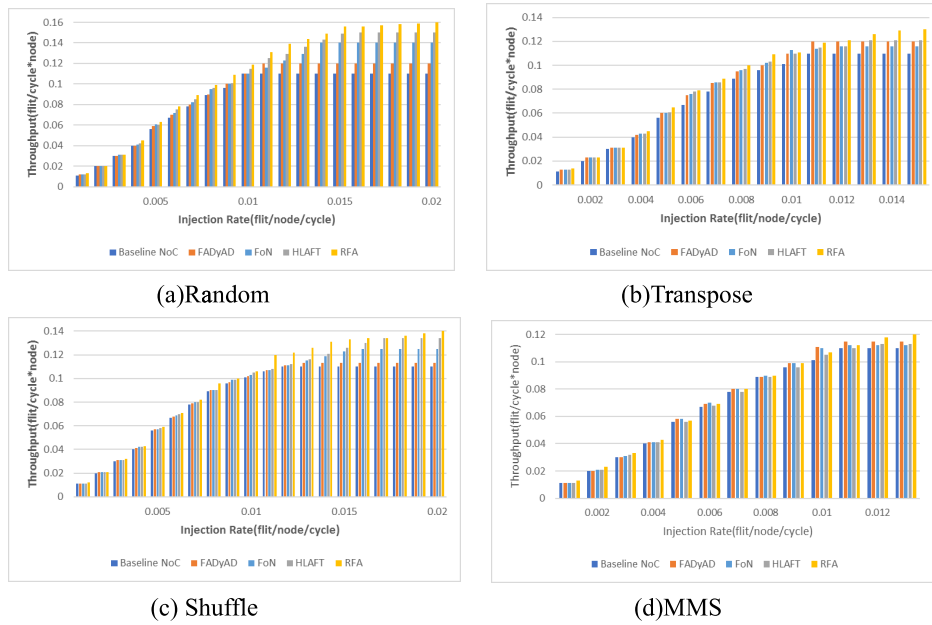 0.16
0.14
0.12
0.1
0.08
0.06
0.04
0.02
0
Throughput(flit/cycle*node)
0.005 0.01 0.015 0.02
Injection Rate(flit/node/cycle)
Baseline NoC FADyAD FoN HLAFT RFA
(a)Random
0.14
0.12
0.1
0.08
0.06
0.04
0.02
0
Throughput(flit/cycle*node)
0.002 0.004 0.006 0.008 0.01 0.012 0.014
Injection Rate(flit/node/cycle)
Baseline NoC FADyAD FoN HLAFT RFA
(b)Transpose
0.14
0.12
0.1
0.08
0.06
0.04
0.02
0
Throughput(flit/cycle*node)
0.005 0.01 0.015 0.02
Injection Rate(flit/node/cycle)
Baseline NoC FADyAD FoN HLAFT RFA
(c) Shuffle
0.12
0.1
0.08
0.06
0.04
0.02
0
Throughput(flit/cycle*node)
0.002 0.004 0.006 0.008 0.01 0.012
Injection Rate(flit/node/cycle)
Baseline NoC FADyAD FoN HLAFT RFA
(d)MMS